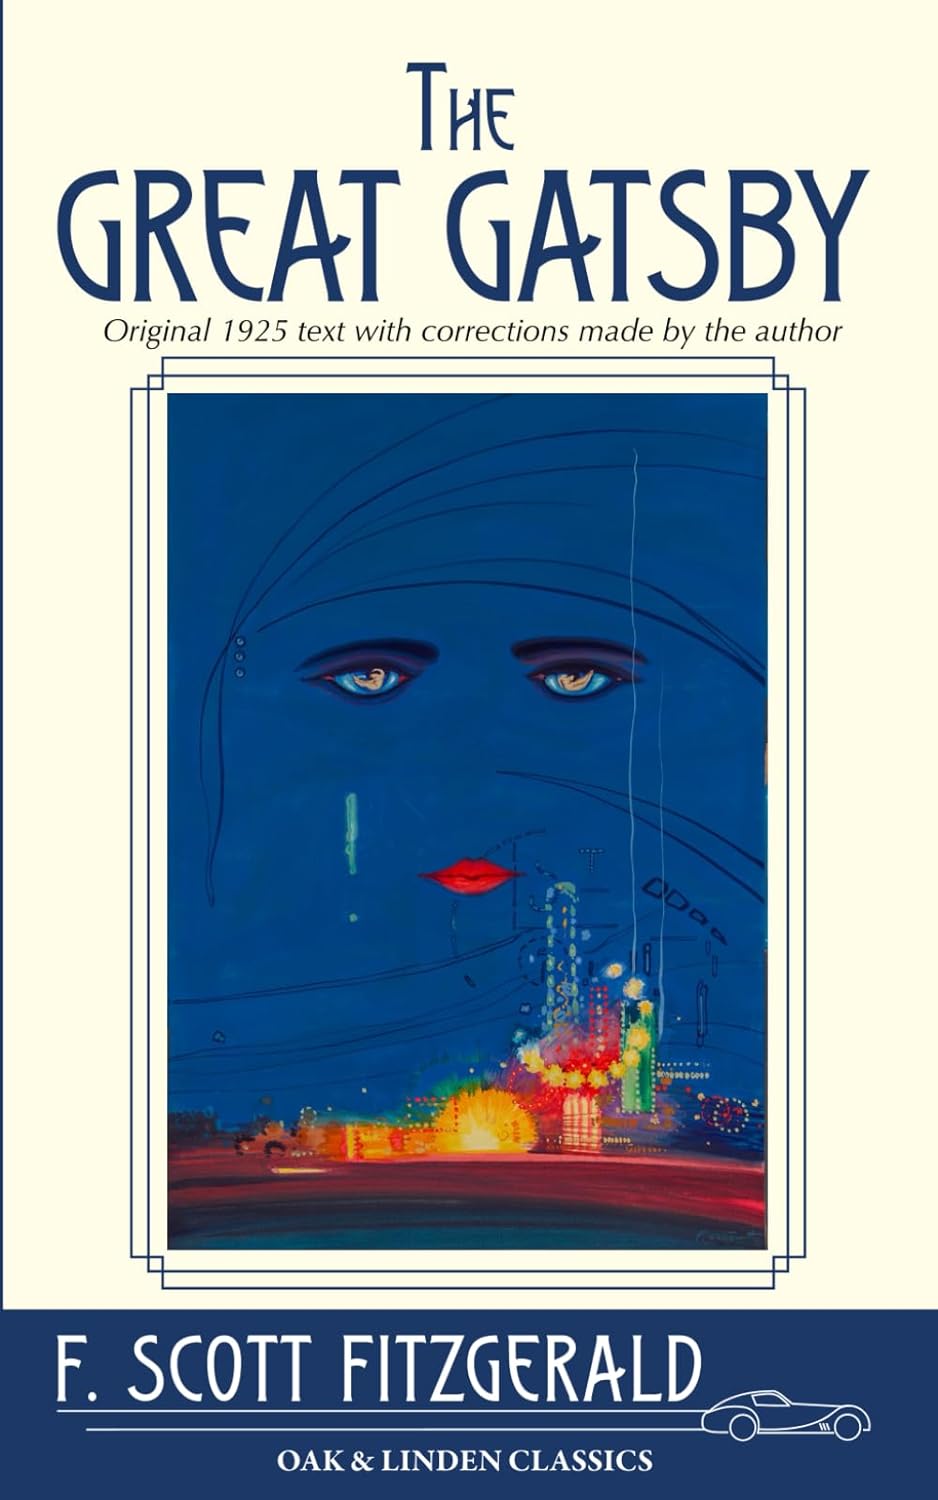 THE
GREAT GATSBY
Original 1925 text with corrections made by the author
F. SCOTT FITZGERALD
OAK & LINDEN CLASSICS